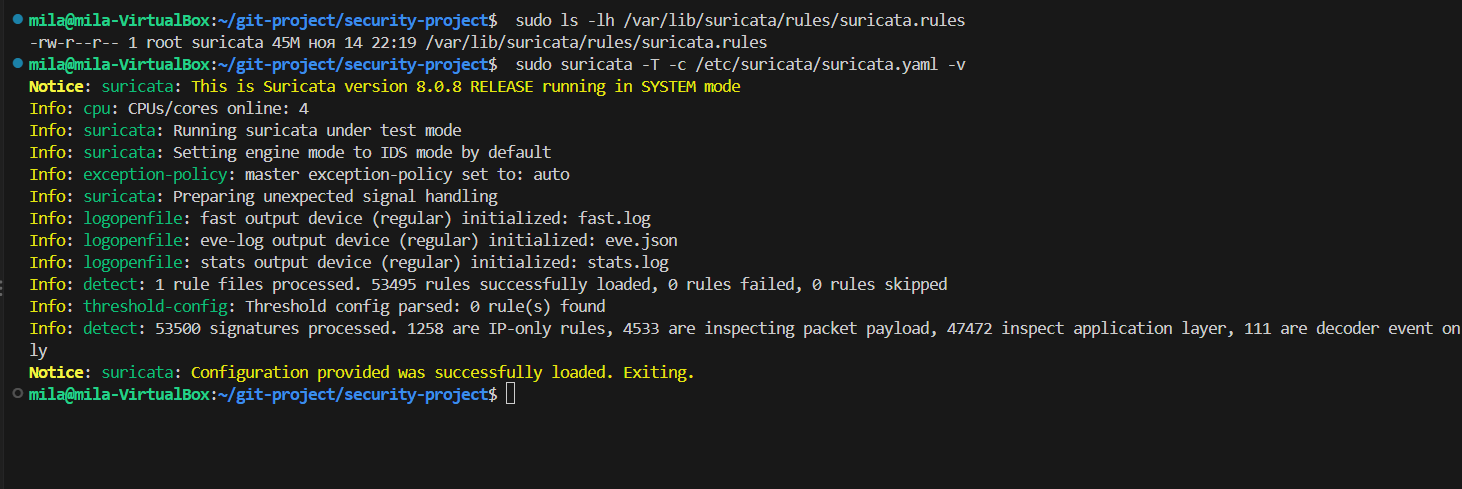 mila@mila-VirtualBox:~/git-project/security-project$ sudo ls -lh /var/lib/suricata/rules/suricata.rules
-rw-r--r-- 1 root suricata 45M ноя 14 22:19 /var/lib/suricata/rules/suricata.rules
mila@mila-VirtualBox:~/git-project/security-project$ sudo suricata -T -c /etc/suricata/suricata.yaml -v
Notice: suricata: This is Suricata version 8.0.8 RELEASE running in SYSTEM mode
Info: cpu: CPUs/cores online: 4
Info: suricata: Running suricata under test mode
Info: suricata: Setting engine mode to IDS mode by default
Info: exception-policy: master exception-policy set to: auto
Info: suricata: Preparing unexpected signal handling
Info: logopenfile: fast output device (regular) initialized: fast.log
Info: logopenfile: eve-log output device (regular) initialized: eve.json
Info: logopenfile: stats output device (regular) initialized: stats.log
Info: detect: 1 rule files processed. 53495 rules successfully loaded, 0 rules failed, 0 rules skipped
Info: threshold-config: Threshold config parsed: 0 rule(s) found
Info: detect: 53500 signatures processed. 1258 are IP-only rules, 4533 are inspecting packet payload, 47472 inspect application layer, 111 are decoder event on
ly
Notice: suricata: Configuration provided was successfully loaded. Exiting.
mila@mila-VirtualBox:~/git-project/security-project$